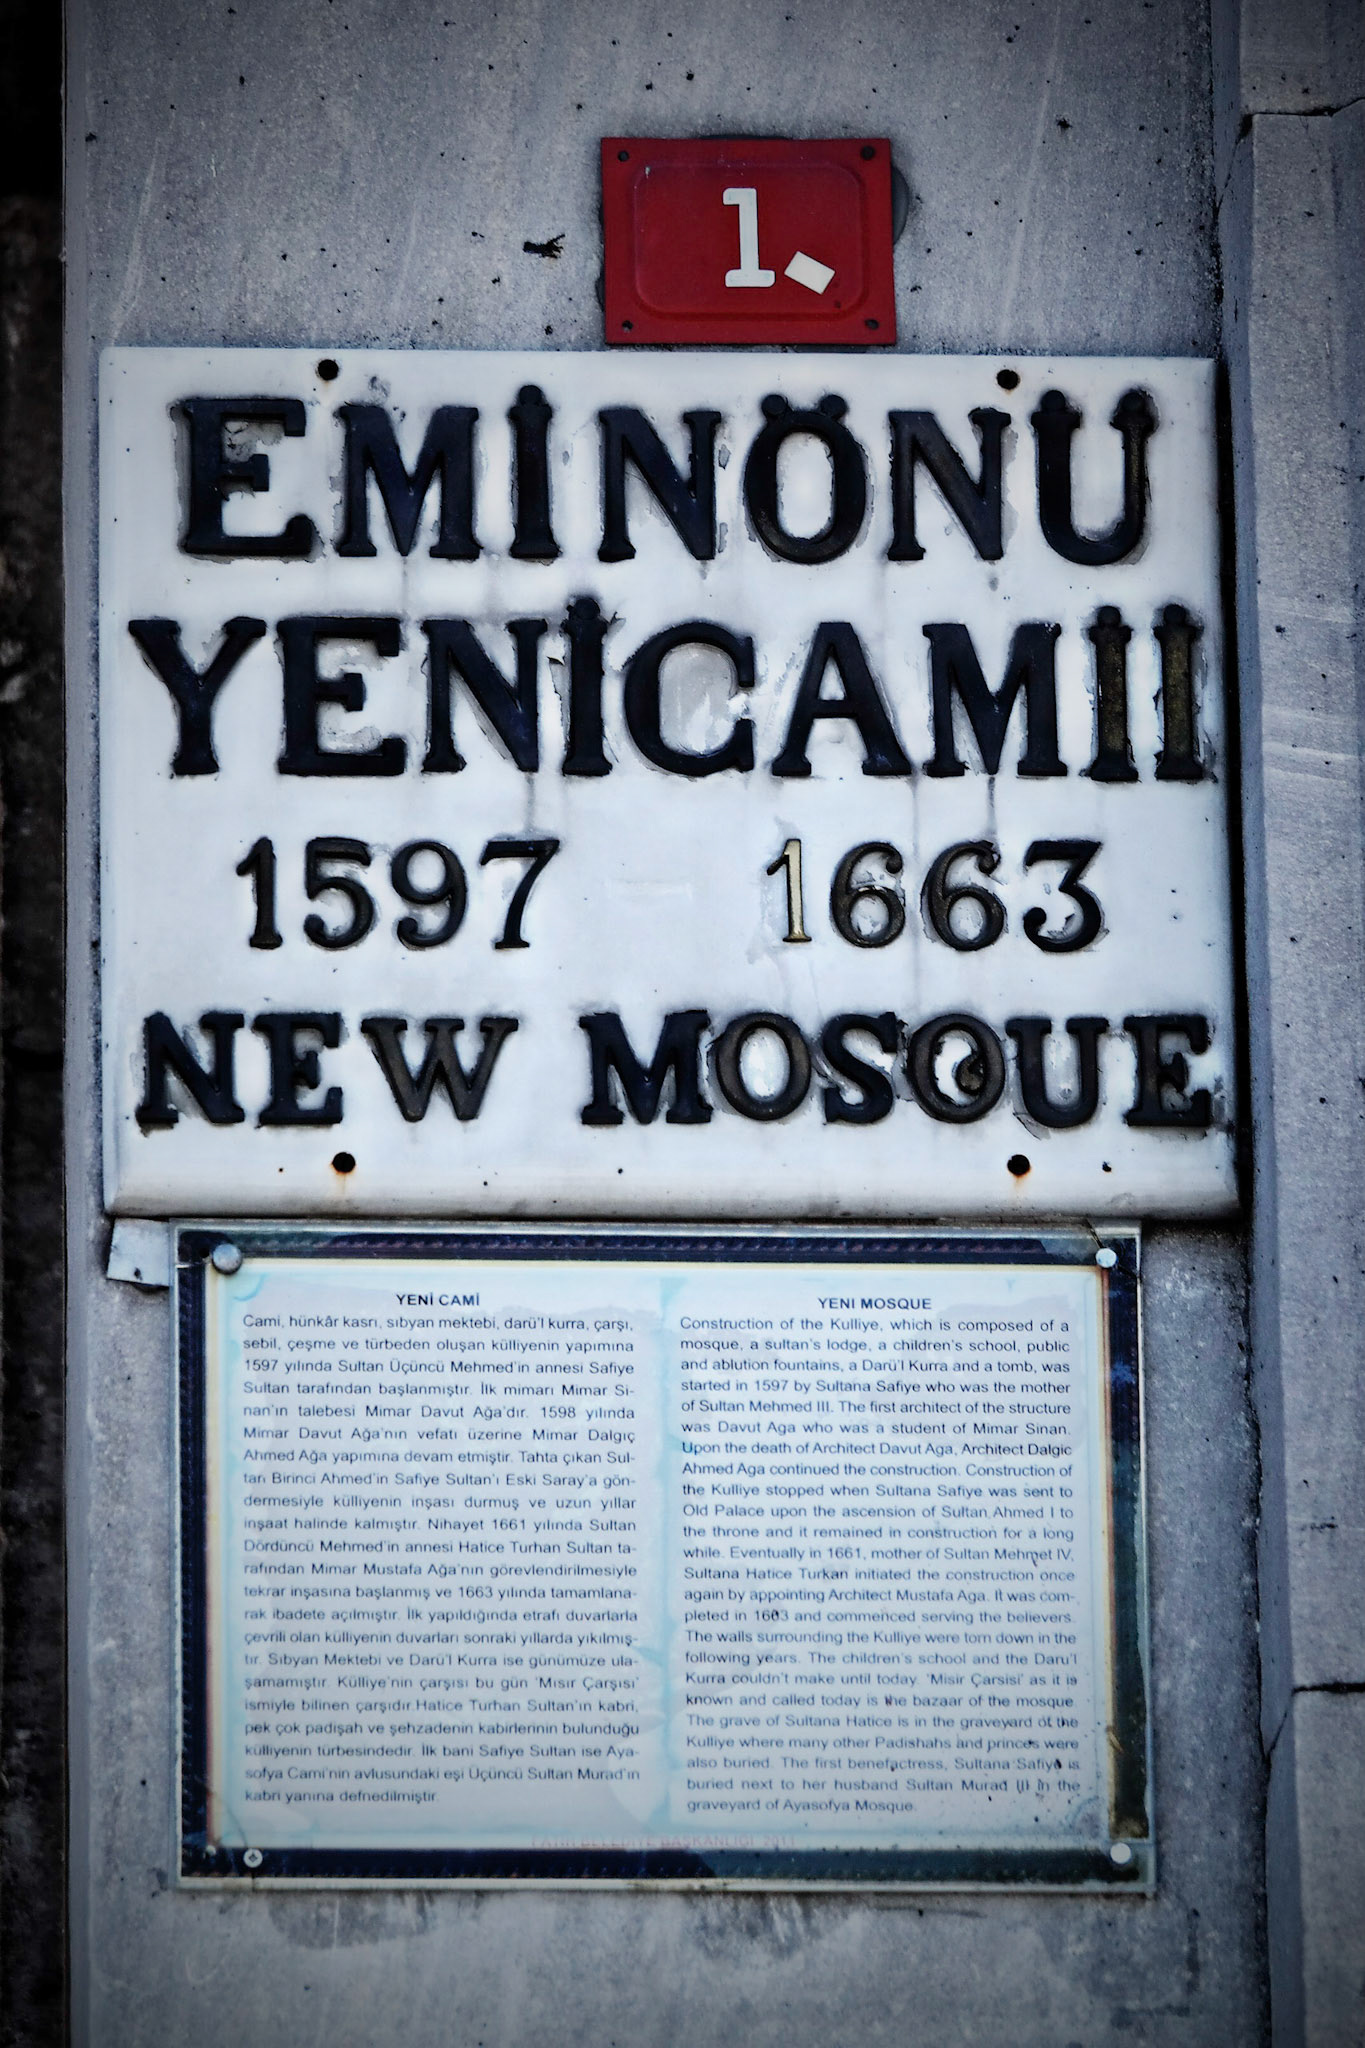 1
EMİNÖNÜ
YENİCAMİİ
1597 1663
NEW MOSQUE
YENİ CAMİ
Cami, hünkâr kasrı, sıbyan mektebi, darü'l kurra, çarşı,
sebil, çeşme ve türbeden oluşan külliyenin yapımına
1597 yılında Sultan Üçüncü Mehmed'in annesi Safiye
Sultan tarafından başlanmıştır. İlk mimarı Mimar Si-
nan'ın talebesi Mimar Davut Ağa'dır. 1598 yılında
Mimar Davut Ağa'nın vefatı üzerine Mimar Dalgıç
Ahmed Ağa yapımına devam etmiştir. Tahta çıkan Sul-
tan Birinci Ahmed'in Safiye Sultan'ı Eski Saray'a gön-
dermesiyle külliyenin inşası durmuş ve uzun yıllar
inşaat halinde kalmıştır. Nihayet 1661 yılında Sultan
Dördüncü Mehmed'in annesi Hatice Turhan Sultan ta-
rafından Mimar Mustafa Ağa'nın görevlendirilmesiyle
tekrar inşasına başlanmış ve 1663 yılında tamamlana-
rak ibadete açılmıştır. İlk yapıldığında etrafı duvarlarla
çevrili olan külliyenin duvarları sonraki yıllarda yıkılmış-
tır. Sıbyan Mektebi ve Darü'l Kurra ise günümüze ula-
şamamıştır. Külliye'nin çarşısı bu gün 'Mısır Çarşısı'
ismiyle bilinen çarşıdır.Hatice Turhan Sultan'ın kabri,
pek çok padişah ve şehzadenin kabirlerinin bulunduğu
külliyenin türbesindedir. İlk bani Safiye Sultan ise Aya-
sofya Cami'nin avlusundaki eşi Üçüncü Sultan Murad'ın
kabri yanına defnedilmiştir.
YENI MOSQUE
Construction of the Kulliye, which is composed of a
mosque, a sultan's lodge, a children's school, public
and ablution fountains, a Darü'l Kurra and a tomb, was
started in 1597 by Sultana Safiye who was the mother
of Sultan Mehmed III. The first architect of the structure
was Davut Aga who was a student of Mimar Sinan.
Upon the death of Architect Davut Aga, Architect Dalgic
Ahmed Aga continued the construction. Construction of
the Kulliye stopped when Sultana Safiye was sent to
Old Palace upon the ascension of Sultan Ahmed I to
the throne and it remained in construction for a long
while. Eventually in 1661, mother of Sultan Mehmet IV,
Sultana Hatice Turkan initiated the construction once
again by appointing Architect Mustafa Aga. It was com-
pleted in 1663 and commenced serving the believers.
The walls surrounding the Kulliye were torn down in the
following years. The children's school and the Daru'l
Kurra couldn't make until today. 'Misir Çarsisi' as it is
known and called today is the bazaar of the mosque.
The grave of Sultana Hatice is in the graveyard of the
Kulliye where many other Padishahs and princes were
also buried. The first benefactress, Sultana Safiye is
buried next to her husband Sultan Murad III in the
graveyard of Ayasofya Mosque.
FATİH BELEDİYE BAŞKANLIĞI 2011